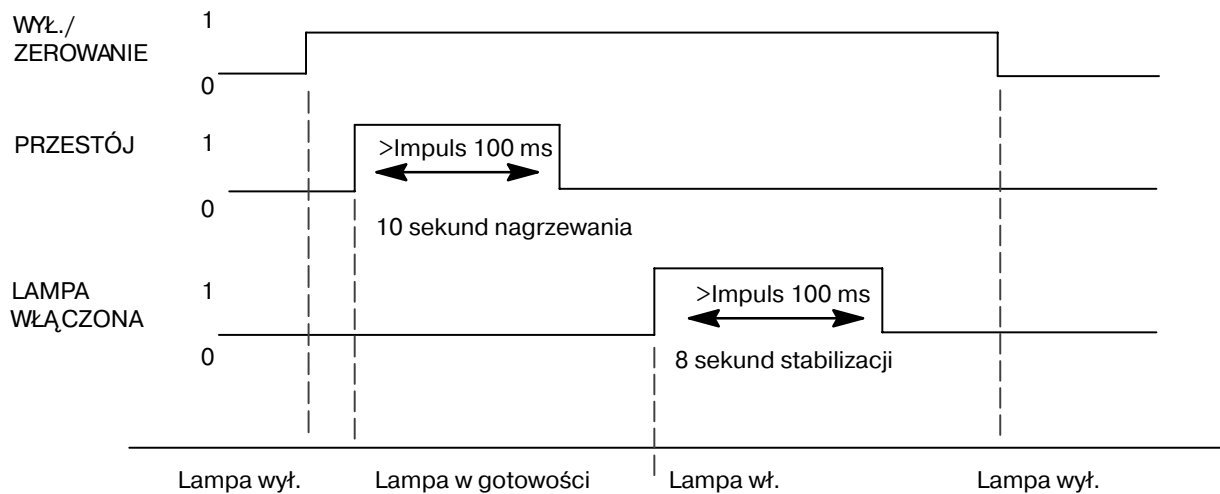 WYŁ./
ZEROWANIE
1
0
PRZESTÓJ
1
0
>Impuls 100 ms
10 sekund nagrzewania
LAMPA
WŁĄCZONA
1
0
>Impuls 100 ms
8 sekund stabilizacji
Lampa wył.
Lampa w gotowości
Lampa wł.
Lampa wył.